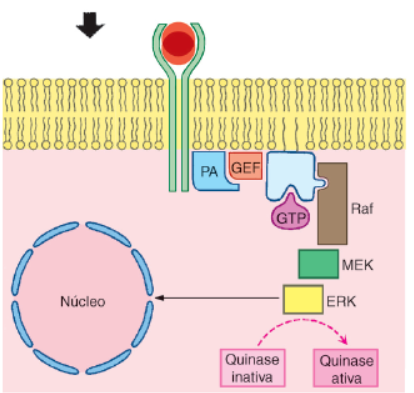 PA
GEF
GTP
Raf
MEK
ERK
Núcleo
Quinase
inativa
Quinase
ativa